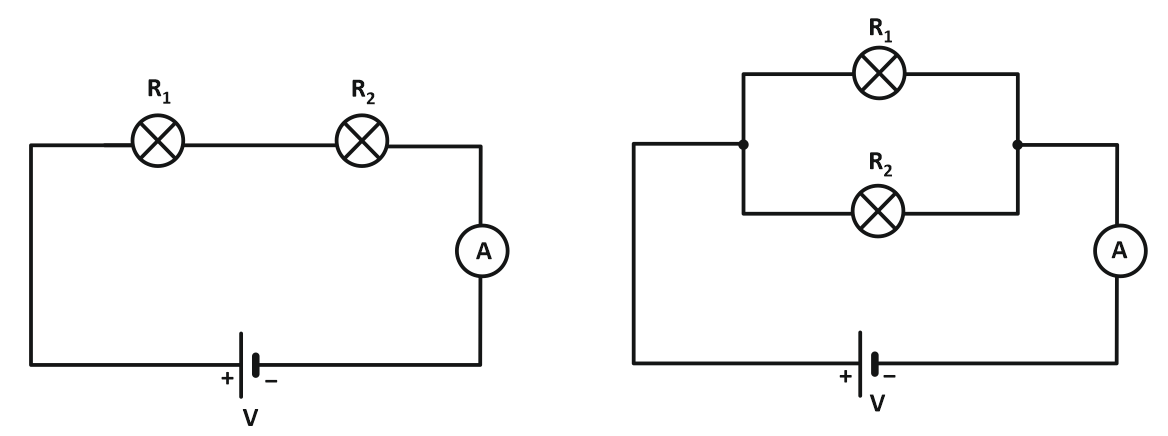 R₁ R₂
A
+ −
V
R₁
R₂
A
+ −
V